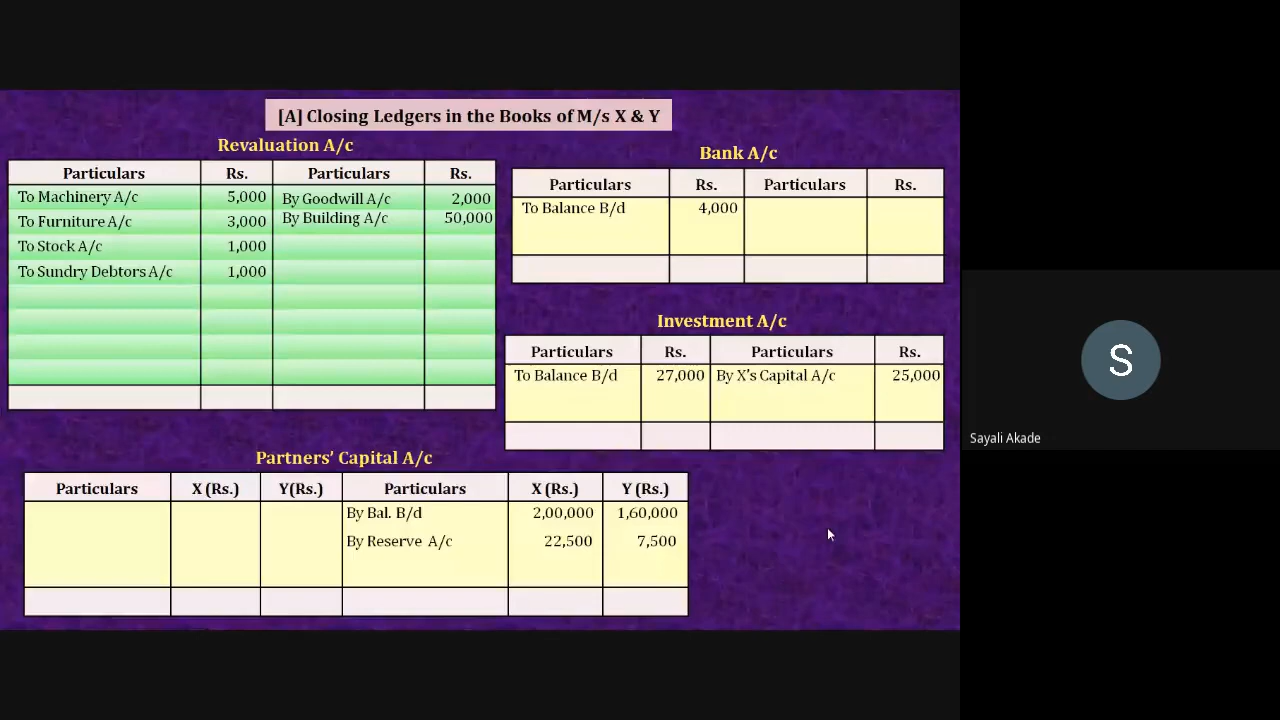 [A] Closing Ledgers in the Books of M/s X & Y
Revaluation A/c
Particulars Rs. Particulars Rs.
To Machinery A/c 5,000 By Goodwill A/c 2,000
To Furniture A/c 3,000 By Building A/c 50,000
To Stock A/c 1,000
To Sundry Debtors A/c 1,000
Bank A/c
Particulars Rs. Particulars Rs.
To Balance B/d 4,000
Investment A/c
Particulars Rs. Particulars Rs.
To Balance B/d 27,000 By X's Capital A/c 25,000
Partners' Capital A/c
Particulars X (Rs.) Y(Rs.) Particulars X (Rs.) Y (Rs.)
By Bal. B/d 2,00,000 1,60,000
By Reserve A/c 22,500 7,500
S
Sayali Akade